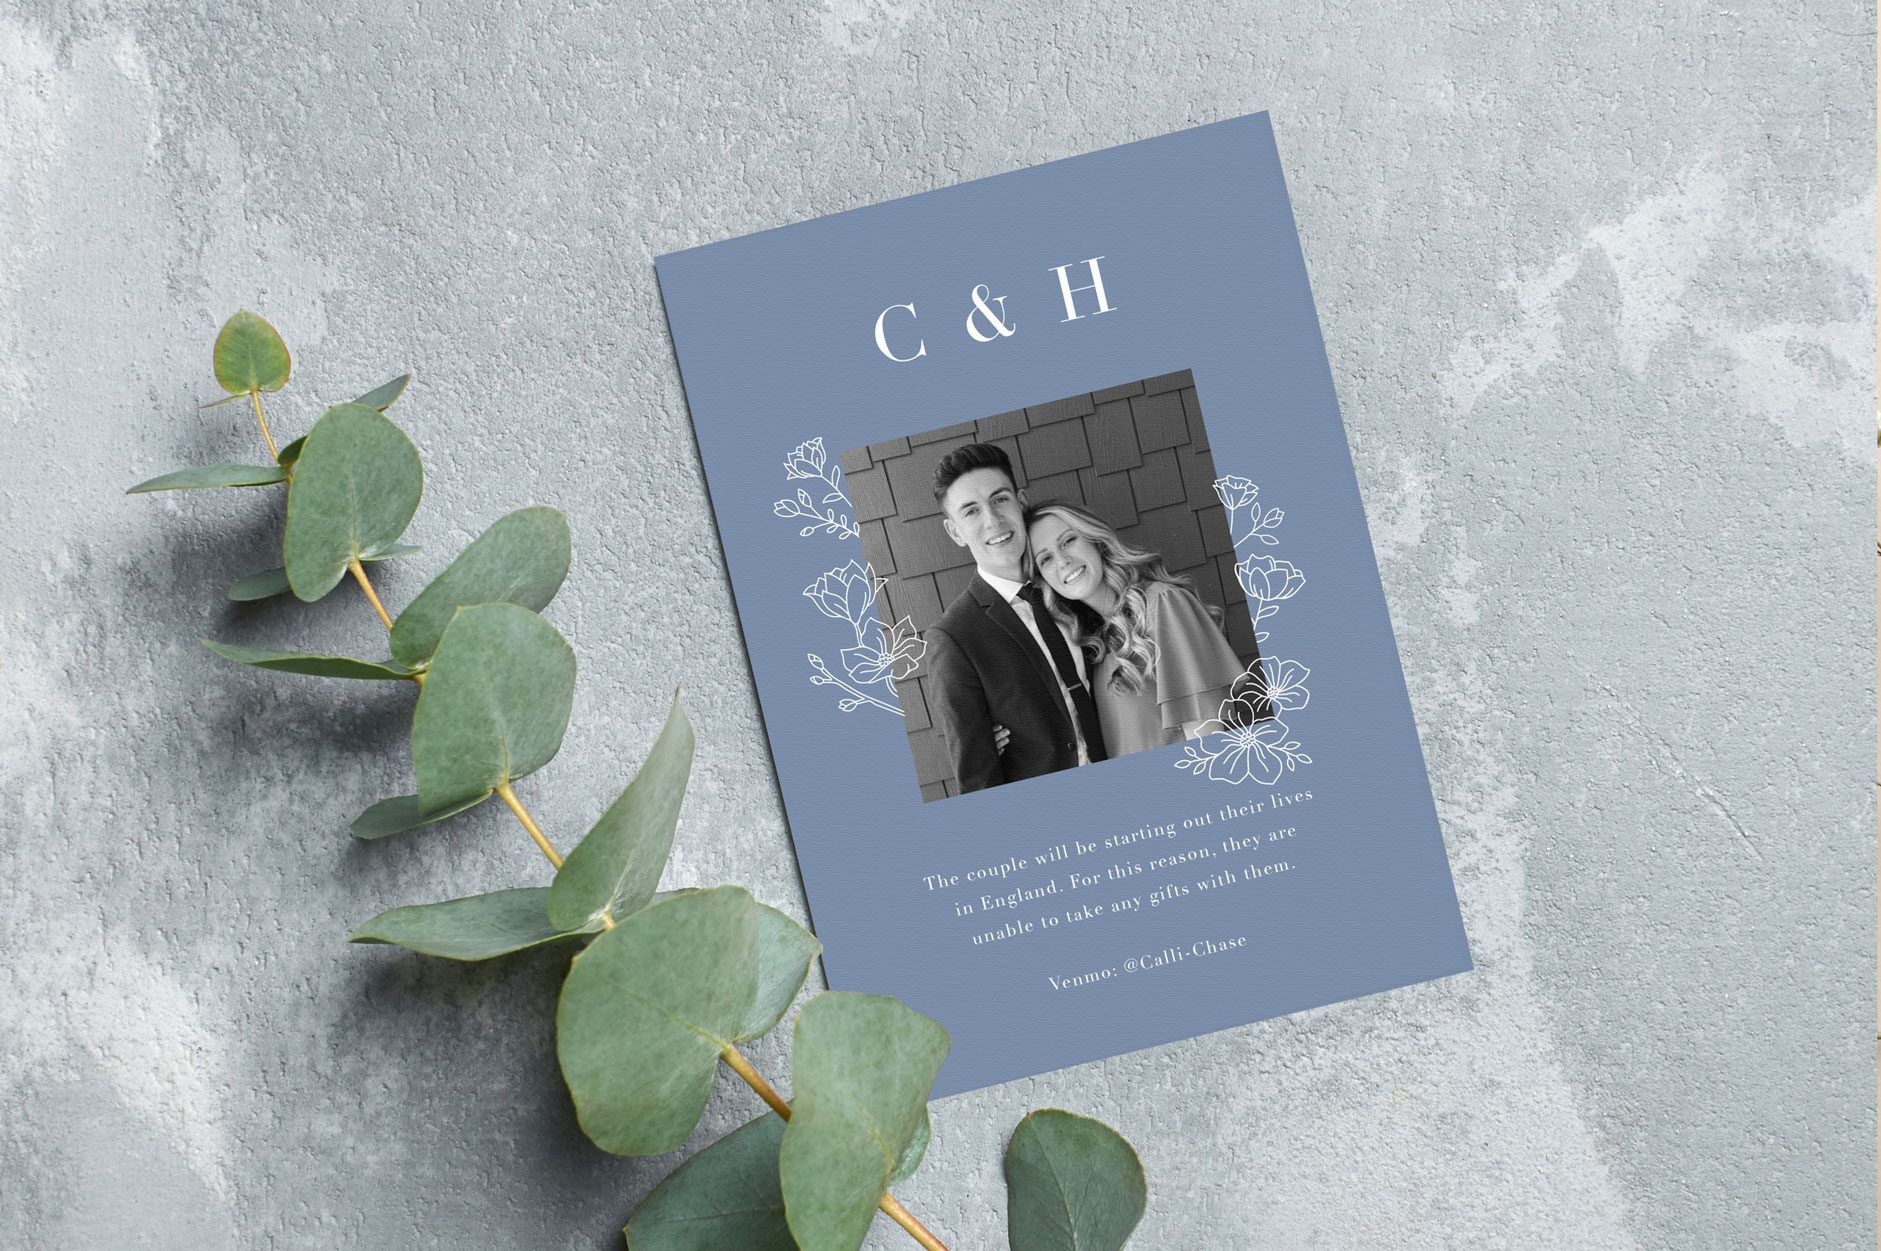 C & H
The couple will be starting out their lives
in England. For this reason, they are
unable to take any gifts with them.
Venmo: @Calli-Chase